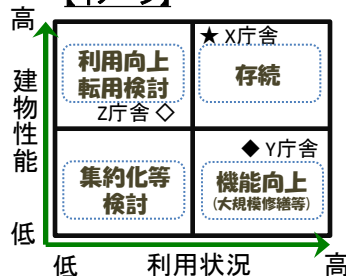 【イメージ】
高
★ X庁舎
利用向上
転用検討
Z庁舎 ◇
存続
建物性能
◆ Y庁舎
集約化等
検討
機能向上
(大規模修繕等)
低
低 利用状況 高